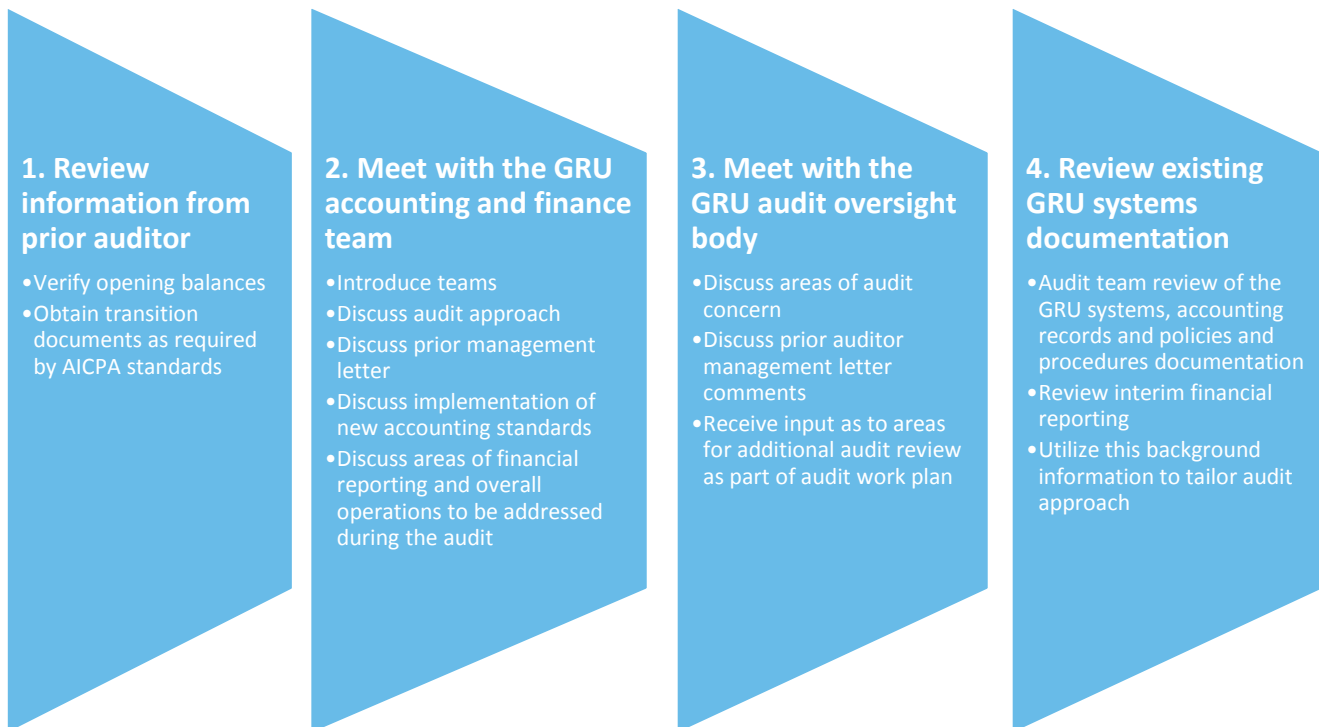 1. Review
information from
prior auditor
•Verify opening balances
•Obtain transition
documents as required
by AICPA standards
2. Meet with the GRU
accounting and finance
team
•Introduce teams
•Discuss audit approach
•Discuss prior management
letter
•Discuss implementation of
new accounting standards
•Discuss areas of financial
reporting and overall
operations to be addressed
during the audit
3. Meet with the
GRU audit oversight
body
•Discuss areas of audit
concern
•Discuss prior auditor
management letter
comments
•Receive input as to areas
for additional audit review
as part of audit work plan
4. Review existing
GRU systems
documentation
•Audit team review of the
GRU systems, accounting
records and policies and
procedures documentation
•Review interim financial
reporting
•Utilize this background
information to tailor audit
approach